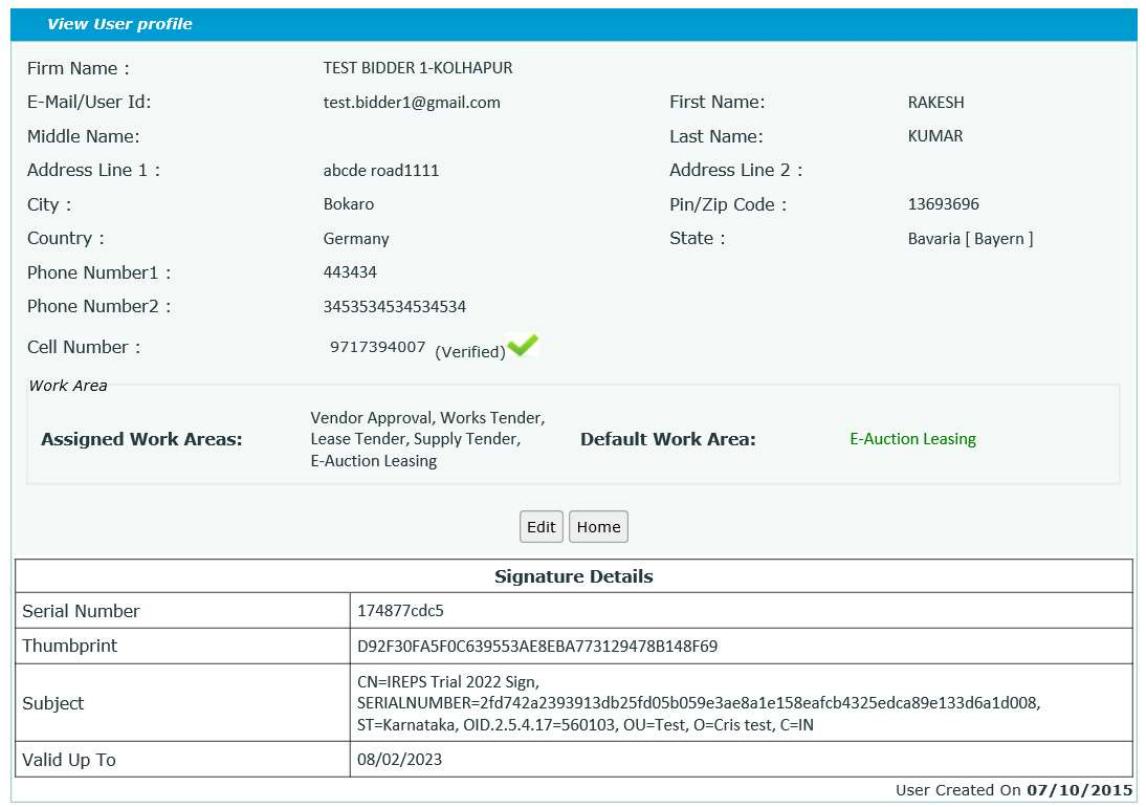 View User profile
Firm Name : TEST BIDDER 1-KOLHAPUR
E-Mail/User Id: test.bidder1@gmail.com First Name: RAKESH
Middle Name: Last Name: KUMAR
Address Line 1 : abcde road1111 Address Line 2 :
City : Bokaro Pin/Zip Code : 13693696
Country : Germany State : Bavaria [ Bayern ]
Phone Number1 : 443434
Phone Number2 : 3453534534534534
Cell Number : 9717394007 (Verified)
Work Area
Assigned Work Areas: Vendor Approval, Works Tender,
Lease Tender, Supply Tender,
E-Auction Leasing
Default Work Area: E-Auction Leasing
Edit Home
Signature Details
Serial Number 174877cdc5
Thumbprint D92F30FA5F0C639553AE8EBA773129478B148F69
Subject CN=IREPS Trial 2022 Sign,
SERIALNUMBER=2fd742a2393913db25fd05b059e3ae8a1e158eafcb4325edca89e133d6a1d008,
ST=Karnataka, OID.2.5.4.17=560103, OU=Test, O=Cris test, C=IN
Valid Up To 08/02/2023
User Created On 07/10/2015